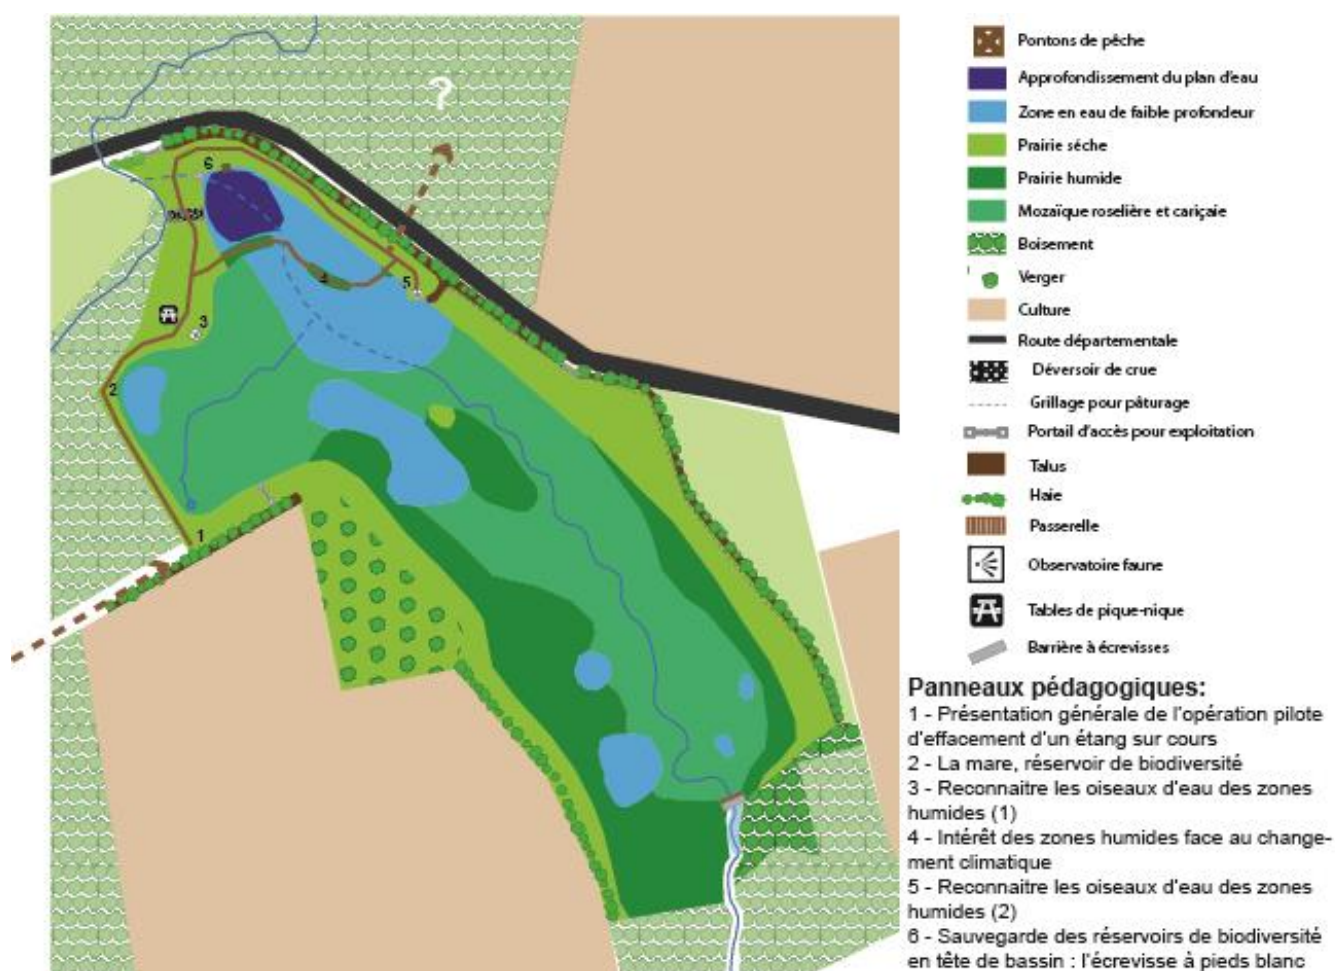 ?
6
5
4
3
2
1
Pontons de pêche
Approfondissement du plan d'eau
Zone en eau de faible profondeur
Prairie séche
Prairie humide
Mozaïque roselière et cariçaie
Boisement
Verger
Culture
Route départementale
Déversoir de crue
Grillage pour pâturage
Portail d'accès pour exploitation
Talus
Haie
Passerelle
Observatoire faune
Tables de pique-nique
Barrière à écrevisses
Panneaux pédagogiques:
1 - Présentation générale de l'opération pilote
d'effacement d'un étang sur cours
2 - La mare, réservoir de biodiversité
3 - Reconnaitre les oiseaux d'eau des zones
humides (1)
4 - Intérêt des zones humides face au change-
ment climatique
5 - Reconnaitre les oiseaux d'eau des zones
humides (2)
6 - Sauvegarde des réservoirs de biodiversité
en tête de bassin : l'écrevisse à pieds blanc